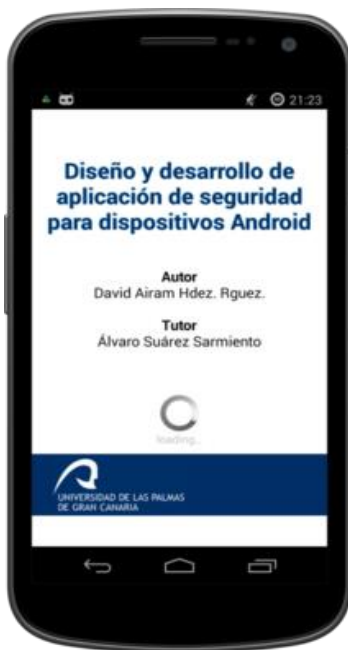 21:23
Diseño y desarrollo de
aplicación de seguridad
para dispositivos Android
Autor
David Airam Hdez. Rguez.
Tutor
Álvaro Suárez Sarmiento
loading..
UNIVERSIDAD DE LAS PALMAS
DE GRAN CANARIA